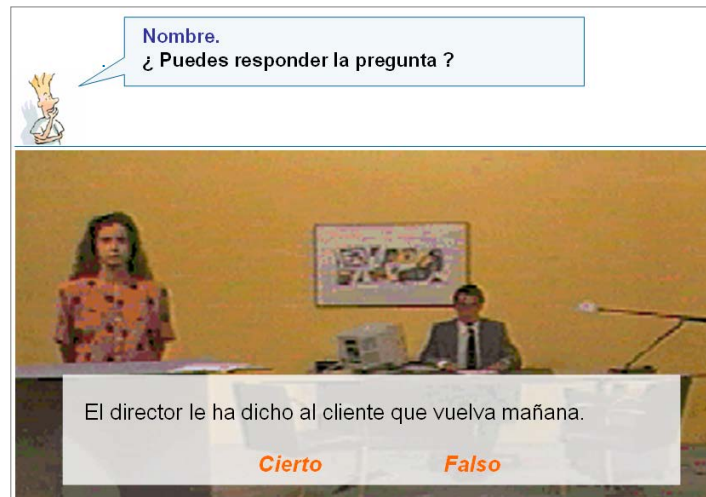 Nombre.
¿ Puedes responder la pregunta ?
El director le ha dicho al cliente que vuelva mañana.
Cierto Falso